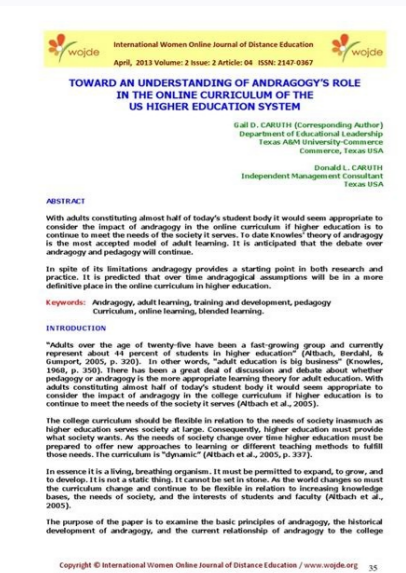 wojde
International Women Online Journal of Distance Education
wojde
April, 2013 Volume: 2 Issue: 2 Article: 04 ISSN: 2147-0367
TOWARD AN UNDERSTANDING OF ANDRAGOGY'S ROLE
IN THE ONLINE CURRICULUM OF THE
US HIGHER EDUCATION SYSTEM
Gail D. CARUTH (Corresponding Author)
Department of Educational Leadership
Texas A&M University-Commerce
Commerce, Texas USA
Donald L. CARUTH
Independent Management Consultant
Texas USA
ABSTRACT
With adults constituting almost half of today's student body it would seem appropriate to
consider the impact of andragogy in the online curriculum if higher education is to
continue to meet the needs of the society it serves. To date Knowles' theory of andragogy
is the most accepted model of adult learning. It is anticipated that the debate over
andragogy and pedagogy will continue.
In spite of its limitations andragogy provides a starting point in both research and
practice. It is predicted that over time andragogical assumptions will be in a more
definitive place in the online curriculum in higher education.
Keywords: Andragogy, adult learning, training and development, pedagogy
Curriculum, online learning, blended learning.
INTRODUCTION
"Adults over the age of twenty-five have been a fast-growing group and currently
represent about 44 percent of students in higher education" (Altbach, Berdahl, &
Gumport, 2005, p. 320). In other words, "adult education is big business" (Knowles,
1968, p. 350). There has been a great deal of discussion and debate about whether
pedagogy or andragogy is the more appropriate learning theory for adult education. With
adults constituting almost half of today's student body it would seem appropriate to
consider the impact of andragogy in the college curriculum if higher education is to
continue to meet the needs of the society it serves (Altbach et al., 2005).
The college curriculum should be flexible in relation to the needs of society inasmuch as
higher education serves society at large. Consequently, higher education must provide
what society wants. As the needs of society change over time higher education must be
prepared to offer new approaches to learning or different teaching methods to fulfill
those needs. The curriculum is "dynamic" (Altbach et al., 2005, p. 337).
In essence it is a living, breathing organism. It must be permitted to expand, to grow, and
to develop. It is not a static thing. It cannot be set in stone. As the world changes so must
the curriculum change and continue to be flexible in relation to increasing knowledge
bases, the needs of society, and the interests of students and faculty (Altbach et al.,
2005).
The purpose of the paper is to examine the basic principles of andragogy, the historical
development of andragogy, and the current relationship of andragogy to the college
Copyright © International Women Online Journal of Distance Education / www.wojde.org 35